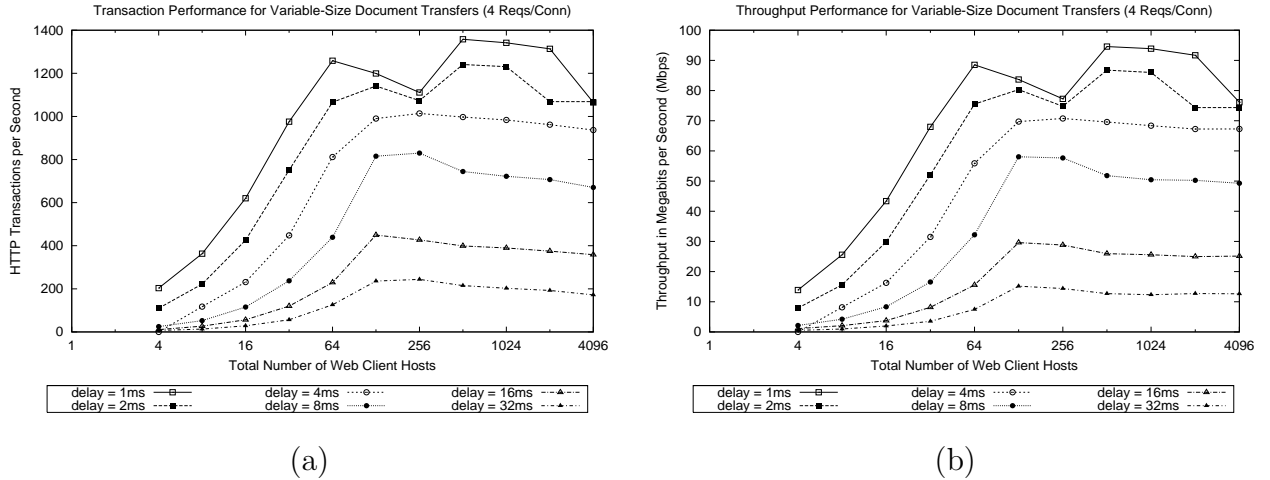 Transaction Performance for Variable-Size Document Transfers (4 Reqs/Conn)
HTTP Transactions per Second
1400
1200
1000
800
600
400
200
0
1 4 16 64 256 1024 4096
Total Number of Web Client Hosts
delay = 1ms delay = 4ms delay = 16ms
delay = 2ms delay = 8ms delay = 32ms
(a)
Throughput Performance for Variable-Size Document Transfers (4 Reqs/Conn)
Throughput in Megabits per Second (Mbps)
100
90
80
70
60
50
40
30
20
10
0
1 4 16 64 256 1024 4096
Total Number of Web Client Hosts
delay = 1ms delay = 4ms delay = 16ms
delay = 2ms delay = 8ms delay = 32ms
(b)